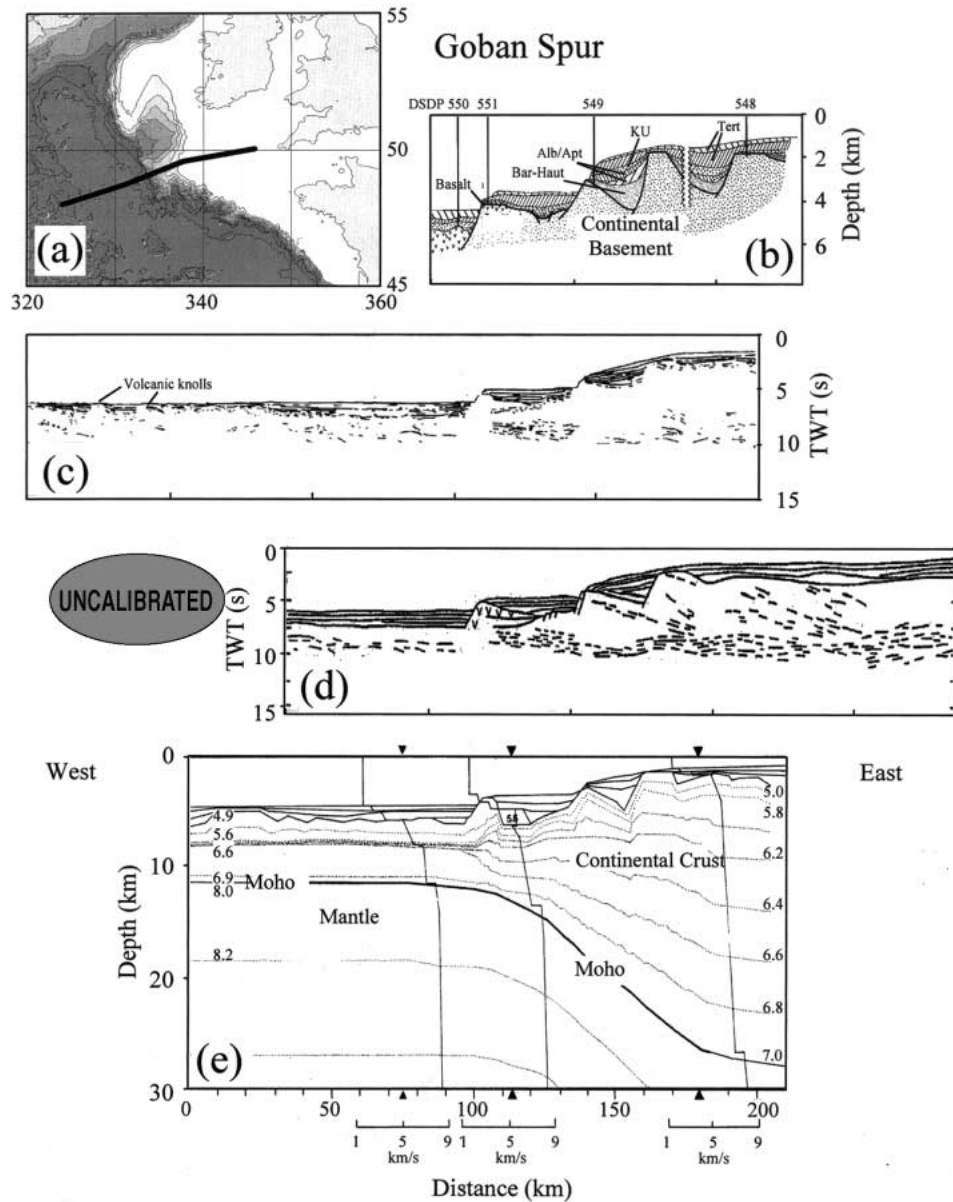 Goban Spur
55
50
45
320
340
360
(a)
DSDP 550
551
549
548
KU
Tert
Alb/Apt
Bar-Haut
Basalt
Continental
Basement
0
2
4
6
Depth (km)
(b)
Volcanic knolls
0
5
10
15
TWT (s)
(c)
UNCALIBRATED
0
5
10
15
TWT (s)
(d)
West
East
0
10
20
30
Depth (km)
4.9
5.6
6.6
6.9
8.0
8.2
Moho
Mantle
Moho
Continental Crust
5.0
5.8
6.2
6.4
6.6
6.8
7.0
(e)
0
50
100
150
200
1 5 9
km/s
1 5 9
km/s
1 5 9
km/s
Distance (km)